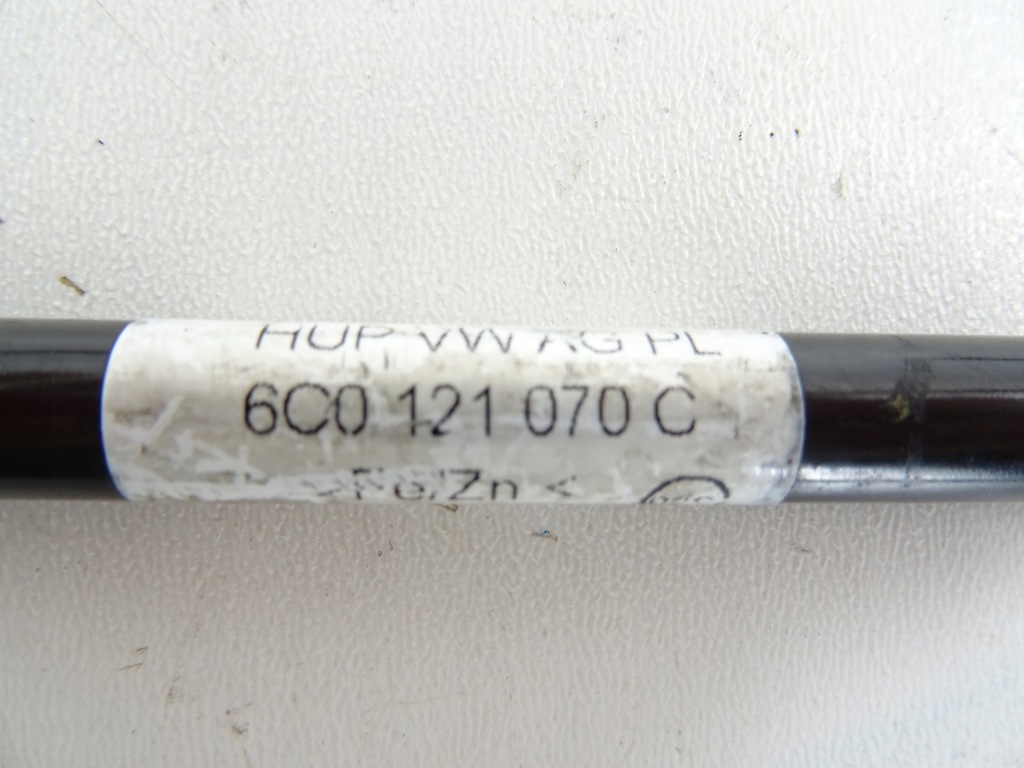 HUP VW AG PL
6C0 121 070 C
>Fe/Zn<